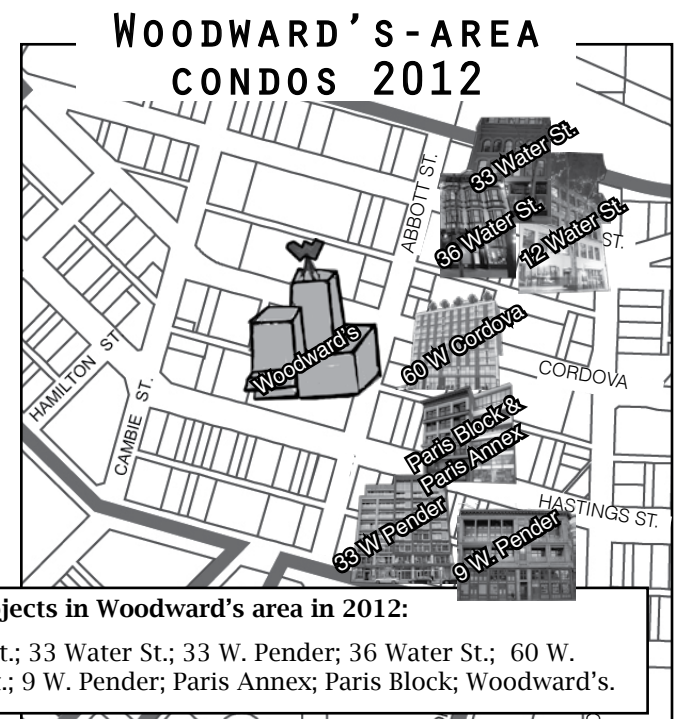 WOODWARD'S-AREA
CONDOS 2012
33 Water St.
ABBOTT ST.
36 Water St.
12 Water St.
ST.
Woodward's
60 W Cordova
CORDOVA
HAMILTON ST
CAMBIE ST.
Paris Block &
Paris Annex
HASTINGS ST.
33 W Pender
9 W. Pender
jects in Woodward's area in 2012:
t.; 33 Water St.; 33 W. Pender; 36 Water St.; 60 W.
.; 9 W. Pender; Paris Annex; Paris Block; Woodward's.